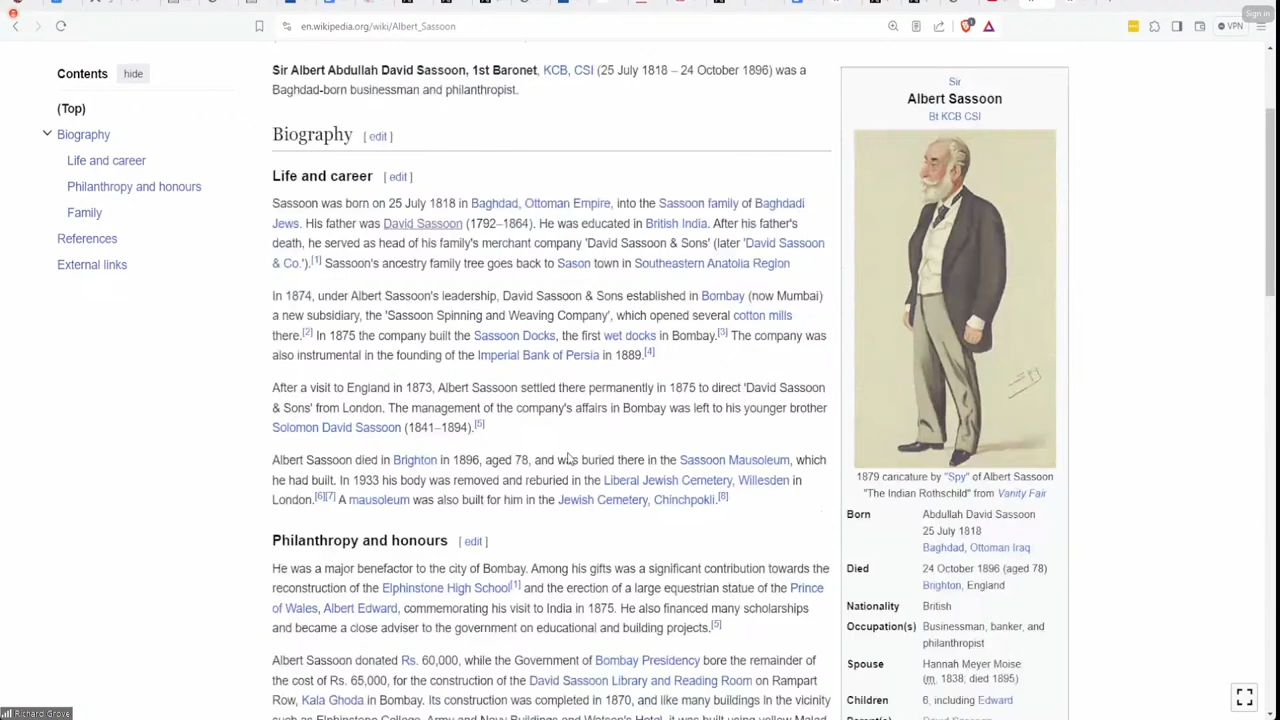 Sign in
en.wikipedia.org/wiki/Albert_Sassoon
VPN
Contents hide
(Top)
Biography
Life and career
Philanthropy and honours
Family
References
External links
Sir Albert Abdullah David Sassoon, 1st Baronet, KCB, CSI (25 July 1818 – 24 October 1896) was a
Baghdad-born businessman and philanthropist.
Biography [ edit ]
Life and career [ edit ]
Sassoon was born on 25 July 1818 in Baghdad, Ottoman Empire, into the Sassoon family of Baghdadi
Jews. His father was David Sassoon (1792–1864). He was educated in British India. After his father's
death, he served as head of his family's merchant company 'David Sassoon & Sons' (later 'David Sassoon
& Co.').[1] Sassoon's ancestry family tree goes back to Sason town in Southeastern Anatolia Region
In 1874, under Albert Sassoon's leadership, David Sassoon & Sons established in Bombay (now Mumbai)
a new subsidiary, the 'Sassoon Spinning and Weaving Company', which opened several cotton mills
there.[2] In 1875 the company built the Sassoon Docks, the first wet docks in Bombay.[3] The company was
also instrumental in the founding of the Imperial Bank of Persia in 1889.[4]
After a visit to England in 1873, Albert Sassoon settled there permanently in 1875 to direct 'David Sassoon
& Sons' from London. The management of the company's affairs in Bombay was left to his younger brother
Solomon David Sassoon (1841–1894).[5]
Albert Sassoon died in Brighton in 1896, aged 78, and was buried there in the Sassoon Mausoleum, which
he had built. In 1933 his body was removed and reburied in the Liberal Jewish Cemetery, Willesden in
London.[6][7] A mausoleum was also built for him in the Jewish Cemetery, Chinchpokli.[8]
Philanthropy and honours [ edit ]
He was a major benefactor to the city of Bombay. Among his gifts was a significant contribution towards the
reconstruction of the Elphinstone High School[1] and the erection of a large equestrian statue of the Prince
of Wales, Albert Edward, commemorating his visit to India in 1875. He also financed many scholarships
and became a close adviser to the government on educational and building projects.[5]
Albert Sassoon donated Rs. 60,000, while the Government of Bombay Presidency bore the remainder of
the cost of Rs. 65,000, for the construction of the David Sassoon Library and Reading Room on Rampart
Row, Kala Ghoda in Bombay. Its construction was completed in 1870, and like many buildings in the vicinity
such as Elphinstone College, Army and Navy Buildings and Watson's Hotel, it was built using yellow Malad
Sir
Albert Sassoon
Bt KCB CSI
1879 caricature by "Spy" of Albert Sassoon
"The Indian Rothschild" from Vanity Fair
Born Abdullah David Sassoon
25 July 1818
Baghdad, Ottoman Iraq
Died 24 October 1896 (aged 78)
Brighton, England
Nationality British
Occupation(s) Businessman, banker, and
philanthropist
Spouse Hannah Meyer Moise
(m. 1838; died 1895)
Children 6, including Edward
Parent(s) David Sassoon
Richard Grove